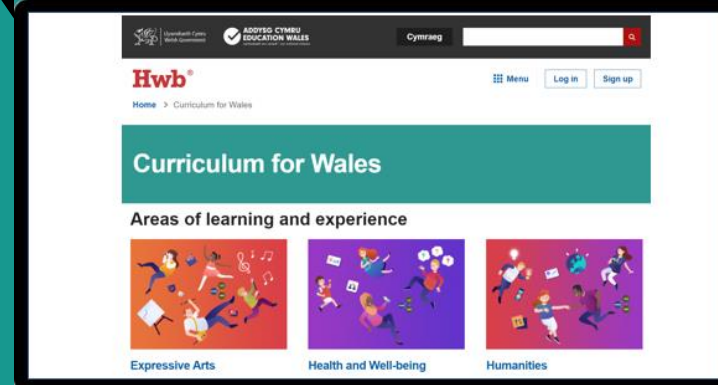 Llywodraeth Cymru
Welsh Government
ADDYSG CYMRU
EDUCATION WALES
Cymraeg
Hwb®
Menu
Log in
Sign up
Home > Curriculum for Wales
Curriculum for Wales
Areas of learning and experience
Expressive Arts
Health and Well-being
Humanities